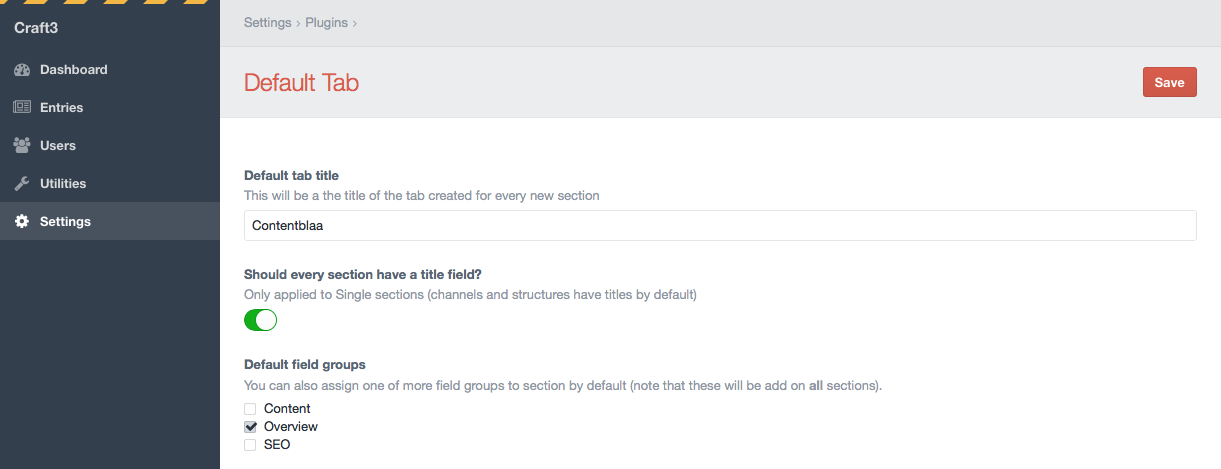 Craft3
Dashboard
Entries
Users
Utilities
Settings
Settings › Plugins ›
Default Tab
Save
Default tab title
This will be a the title of the tab created for every new section
Contentblaa
Should every section have a title field?
Only applied to Single sections (channels and structures have titles by default)
Default field groups
You can also assign one of more field groups to section by default (note that these will be add on all sections).
Content
Overview
SEO